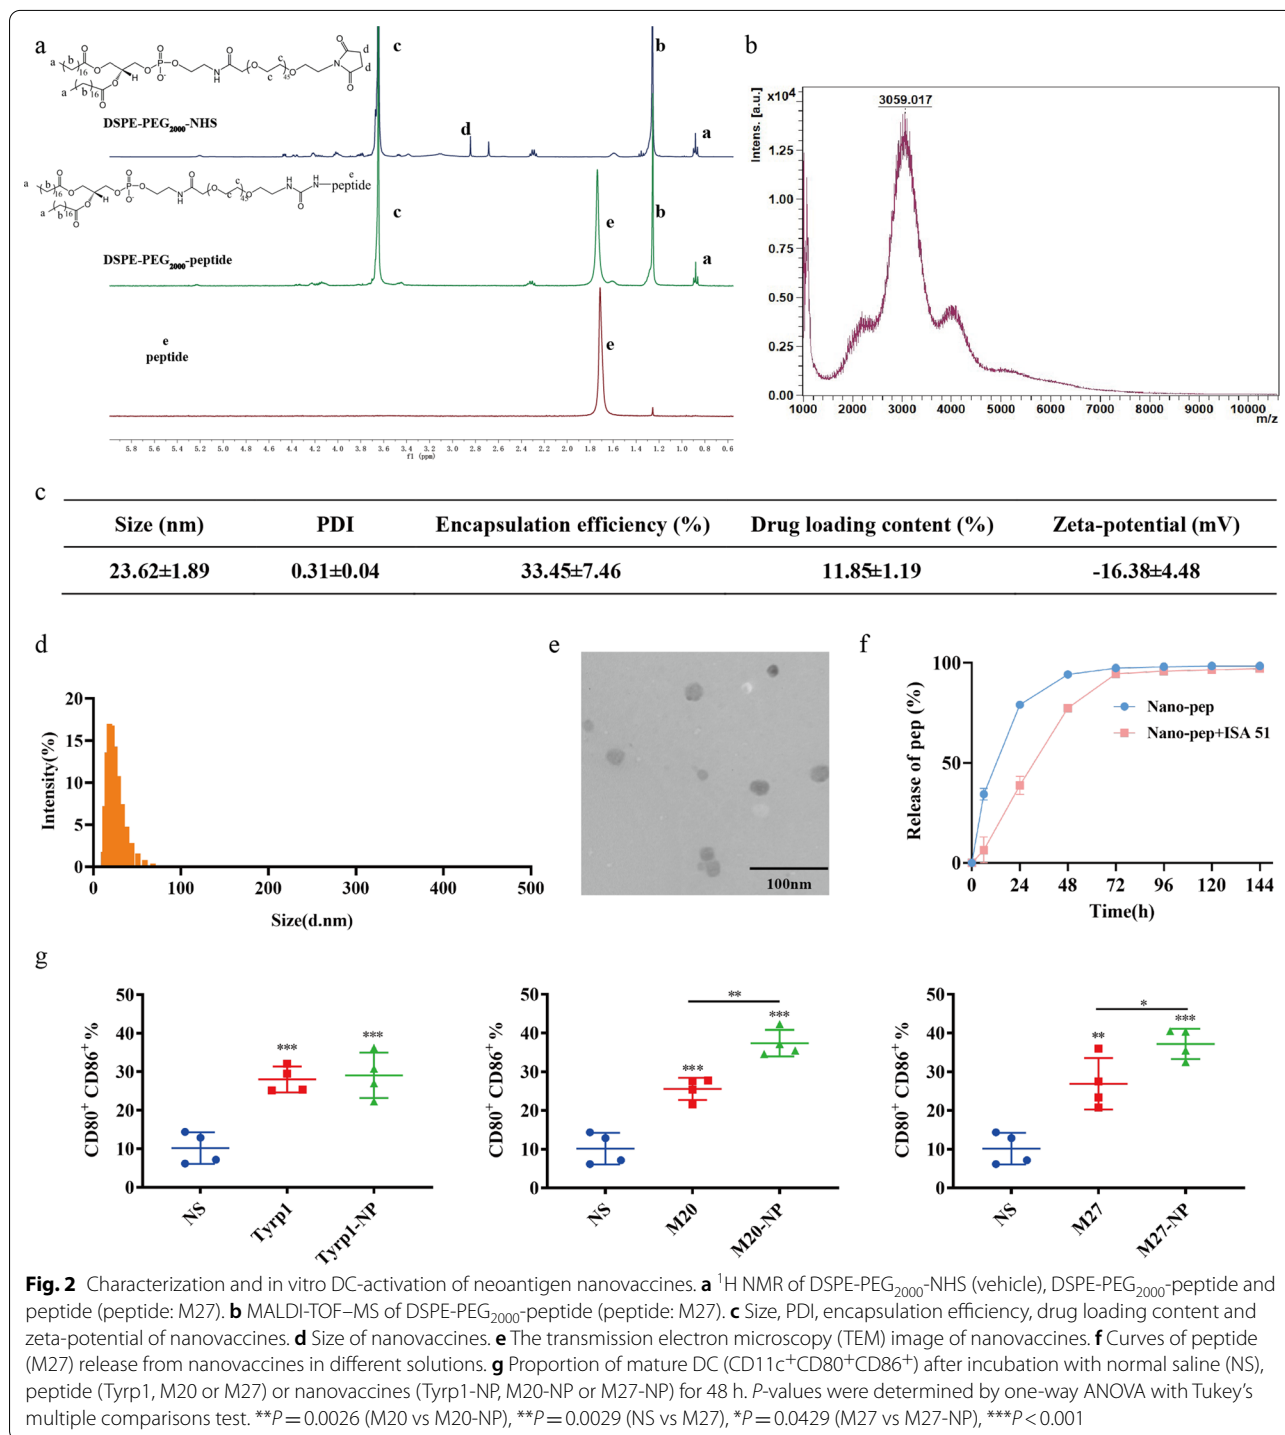 a
DSPE-PEG2000-NHS
DSPE-PEG2000-peptide
e
peptide
c
b
d
a
c
e
b
a
e
5.8 5.6 5.4 5.2 5.0 4.8 4.6 4.4 4.2 4.0 3.8 3.6 3.4 3.2 3.0 2.8 2.6 2.4 2.2 2.0 1.8 1.6 1.4 1.2 1.0 0.8 0.6
f1 (ppm)
b
Intens. [a.u.]
x10^4
3059.017
1.25
1.00
0.75
0.50
0.25
0.00
1000 2000 3000 4000 5000 6000 7000 8000 10000
m/z
c
Size (nm) PDI Encapsulation efficiency (%) Drug loading content (%) Zeta-potential (mV)
23.62±1.89 0.31±0.04 33.45±7.46 11.85±1.19 -16.38±4.48
d
Intensity(%)
20
15
10
5
0
0 100 200 300 400 500
Size(d.nm)
e
100nm
f
Release of pep (%)
100
50
0
Nano-pep
Nano-pep+ISA 51
0 24 48 72 96 120 144
Time(h)
g
CD80+ CD86+ %
50
40
30
20
10
0
***
***
NS Tyrp1 Tyrp1-NP
CD80+ CD86+ %
50
40
30
20
10
0
**
***
***
NS M20 M20-NP
CD80+ CD86+ %
50
40
30
20
10
0
*
**
***
NS M27 M27-NP
Fig. 2 Characterization and in vitro DC-activation of neoantigen nanovaccines. a 1H NMR of DSPE-PEG2000-NHS (vehicle), DSPE-PEG2000-peptide and
peptide (peptide: M27). b MALDI-TOF–MS of DSPE-PEG2000-peptide (peptide: M27). c Size, PDI, encapsulation efficiency, drug loading content and
zeta-potential of nanovaccines. d Size of nanovaccines. e The transmission electron microscopy (TEM) image of nanovaccines. f Curves of peptide
(M27) release from nanovaccines in different solutions. g Proportion of mature DC (CD11c+CD80+CD86+) after incubation with normal saline (NS),
peptide (Tyrp1, M20 or M27) or nanovaccines (Tyrp1-NP, M20-NP or M27-NP) for 48 h. P-values were determined by one-way ANOVA with Tukey's
multiple comparisons test. **P = 0.0026 (M20 vs M20-NP), **P = 0.0029 (NS vs M27), *P = 0.0429 (M27 vs M27-NP), ***P < 0.001